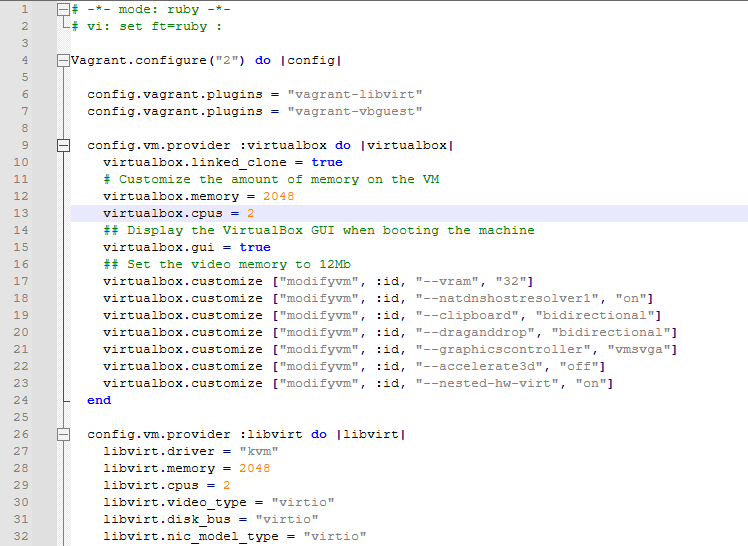 1 # -*- mode: ruby -*-
2 # vi: set ft=ruby :
3
4 Vagrant.configure("2") do |config|
5
6 config.vagrant.plugins = "vagrant-libvirt"
7 config.vagrant.plugins = "vagrant-vbguest"
8
9 config.vm.provider :virtualbox do |virtualbox|
10 virtualbox.linked_clone = true
11 # Customize the amount of memory on the VM
12 virtualbox.memory = 2048
13 virtualbox.cpus = 2
14 ## Display the VirtualBox GUI when booting the machine
15 virtualbox.gui = true
16 ## Set the video memory to 12Mb
17 virtualbox.customize ["modifyvm", :id, "--vram", "32"]
18 virtualbox.customize ["modifyvm", :id, "--natdnshostresolver1", "on"]
19 virtualbox.customize ["modifyvm", :id, "--clipboard", "bidirectional"]
20 virtualbox.customize ["modifyvm", :id, "--draganddrop", "bidirectional"]
21 virtualbox.customize ["modifyvm", :id, "--graphicscontroller", "vmsvga"]
22 virtualbox.customize ["modifyvm", :id, "--accelerate3d", "off"]
23 virtualbox.customize ["modifyvm", :id, "--nested-hw-virt", "on"]
24 end
25
26 config.vm.provider :libvirt do |libvirt|
27 libvirt.driver = "kvm"
28 libvirt.memory = 2048
29 libvirt.cpus = 2
30 libvirt.video_type = "virtio"
31 libvirt.disk_bus = "virtio"
32 libvirt.nic_model_type = "virtio"